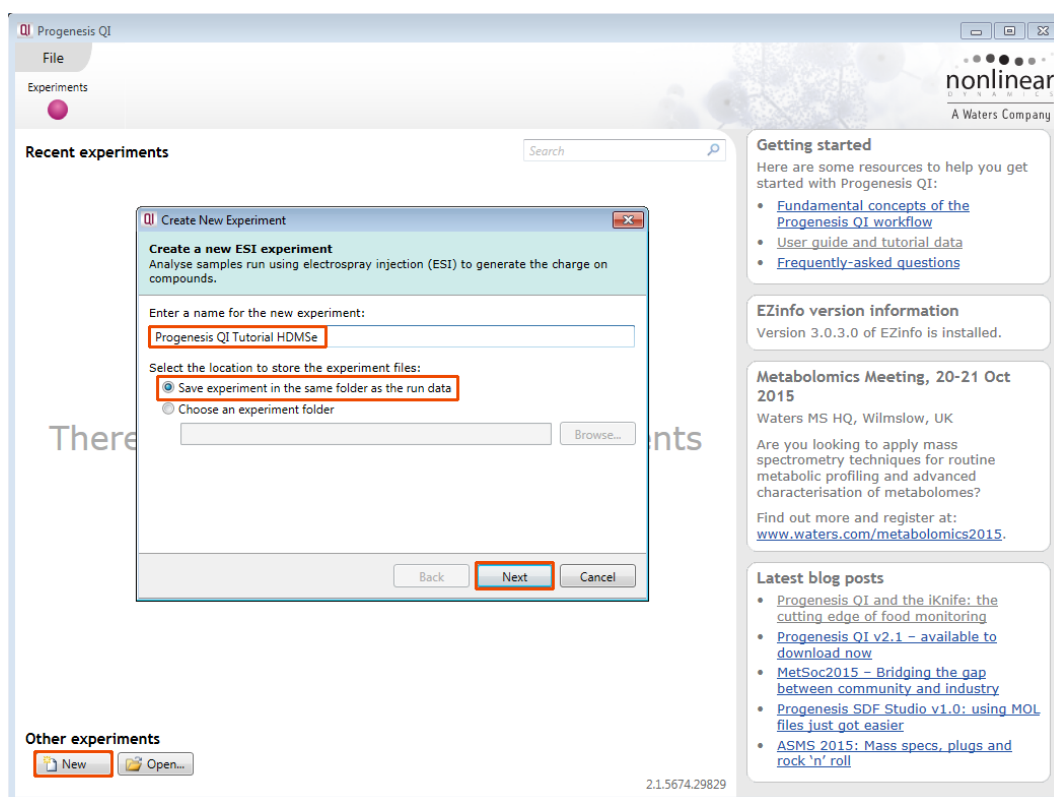 Progenesis QI
File
Experiments
nonlinear
DYNAMICS
A Waters Company
Recent experiments
Search
There
ents
Create New Experiment
Create a new ESI experiment
Analyse samples run using electrospray injection (ESI) to generate the charge on
compounds.
Enter a name for the new experiment:
Progenesis QI Tutorial HDMSe
Select the location to store the experiment files:
Save experiment in the same folder as the run data
Choose an experiment folder
Browse...
Back
Next
Cancel
Other experiments
New
Open...
2.1.5674.29829
Getting started
Here are some resources to help you get
started with Progenesis QI:
• Fundamental concepts of the
Progenesis QI workflow
• User guide and tutorial data
• Frequently-asked questions
EZinfo version information
Version 3.0.3.0 of EZinfo is installed.
Metabolomics Meeting, 20-21 Oct
2015
Waters MS HQ, Wilmslow, UK
Are you looking to apply mass
spectrometry techniques for routine
metabolic profiling and advanced
characterisation of metabolomes?
Find out more and register at:
www.waters.com/metabolomics2015.
Latest blog posts
• Progenesis QI and the iKnife: the
cutting edge of food monitoring
• Progenesis QI v2.1 – available to
download now
• MetSoc2015 – Bridging the gap
between community and industry
• Progenesis SDF Studio v1.0: using MOL
files just got easier
• ASMS 2015: Mass specs, plugs and
rock ‘n’ roll